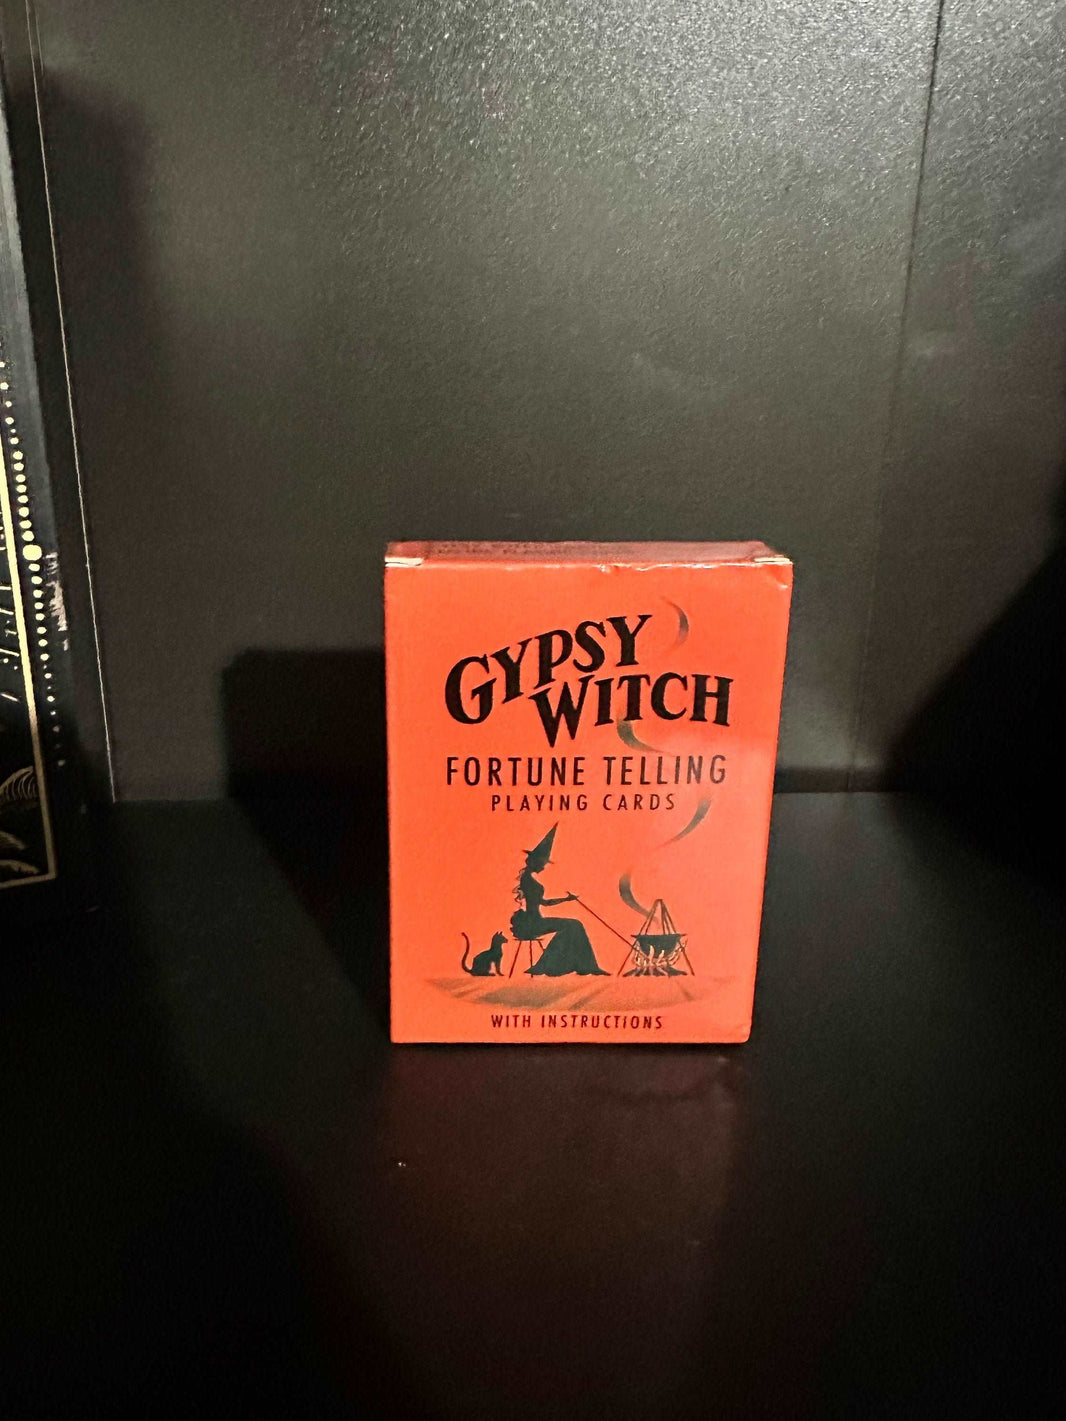 GYPSY
WITCH
FORTUNE TELLING
PLAYING CARDS
WITH INSTRUCTIONS